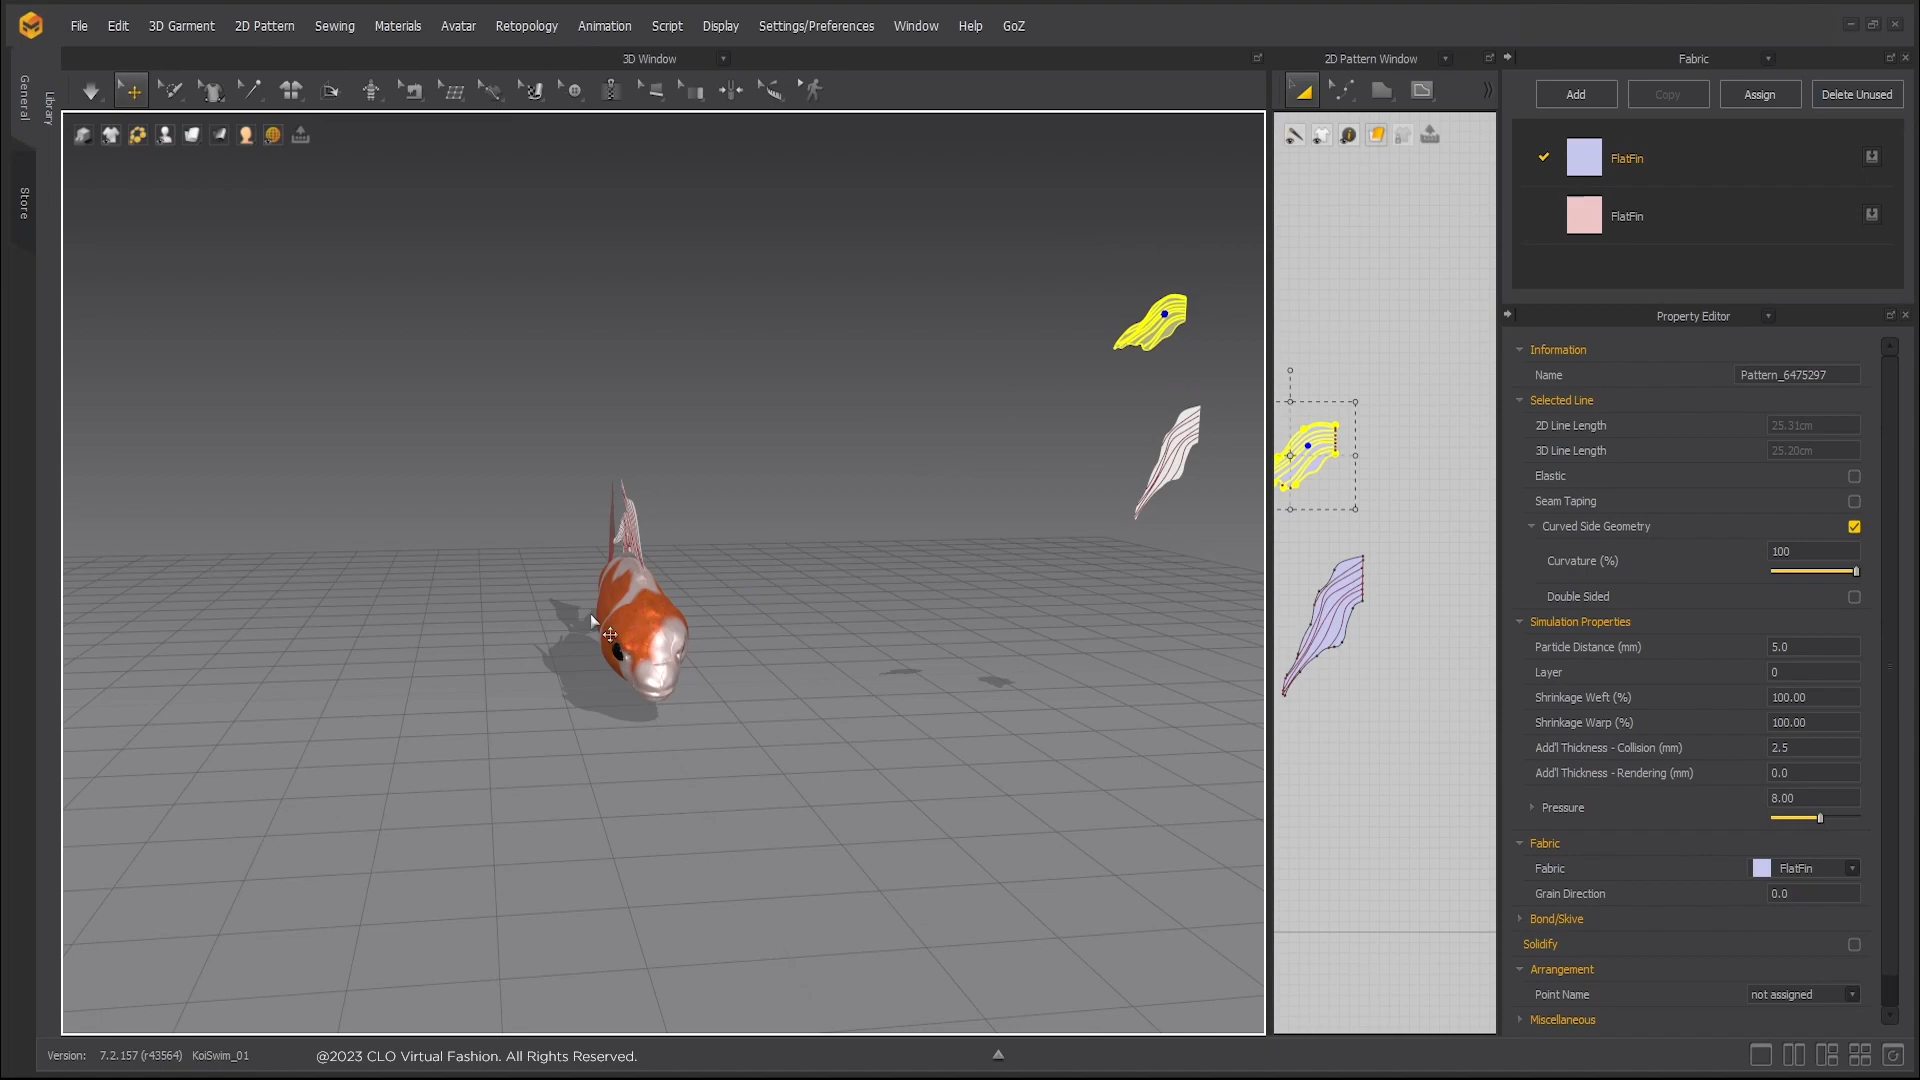 File Edit 3D Garment 2D Pattern Sewing Materials Avatar Retopology Animation Script Display Settings/Preferences Window Help GoZ
3D Window
2D Pattern Window
Fabric
General
Library
Store
Add Copy Assign Delete Unused
FlatFin
FlatFin
Property Editor
Information
Name Pattern_6475297
Selected Line
2D Line Length 25.31cm
3D Line Length 25.20cm
Elastic
Seam Taping
Curved Side Geometry
Curvature (%) 100
Double Sided
Simulation Properties
Particle Distance (mm) 5.0
Layer 0
Shrinkage Weft (%) 100.00
Shrinkage Warp (%) 100.00
Add'l Thickness - Collision (mm) 2.5
Add'l Thickness - Rendering (mm) 0.0
Pressure 8.00
Fabric
Fabric FlatFin
Grain Direction 0.0
Bond/Skive
Solidify
Arrangement
Point Name not assigned
Miscellaneous
Version: 7.2.157 (r43564) KoiSwim_01 @2023 CLO Virtual Fashion. All Rights Reserved.